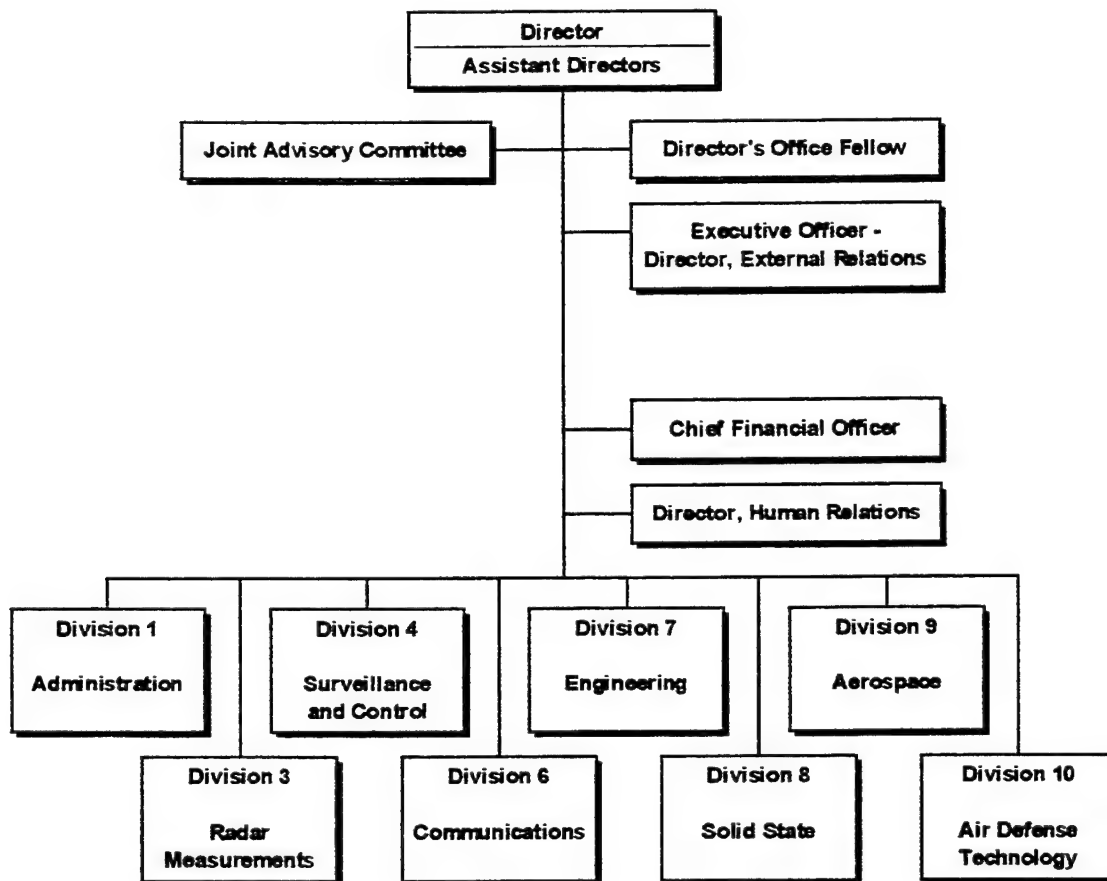 Director
Assistant Directors
Joint Advisory Committee
Director's Office Fellow
Executive Officer -
Director, External Relations
Chief Financial Officer
Director, Human Relations
Division 1
Administration
Division 4
Surveillance
and Control
Division 7
Engineering
Division 9
Aerospace
Division 3
Radar
Measurements
Division 6
Communications
Division 8
Solid State
Division 10
Air Defense
Technology